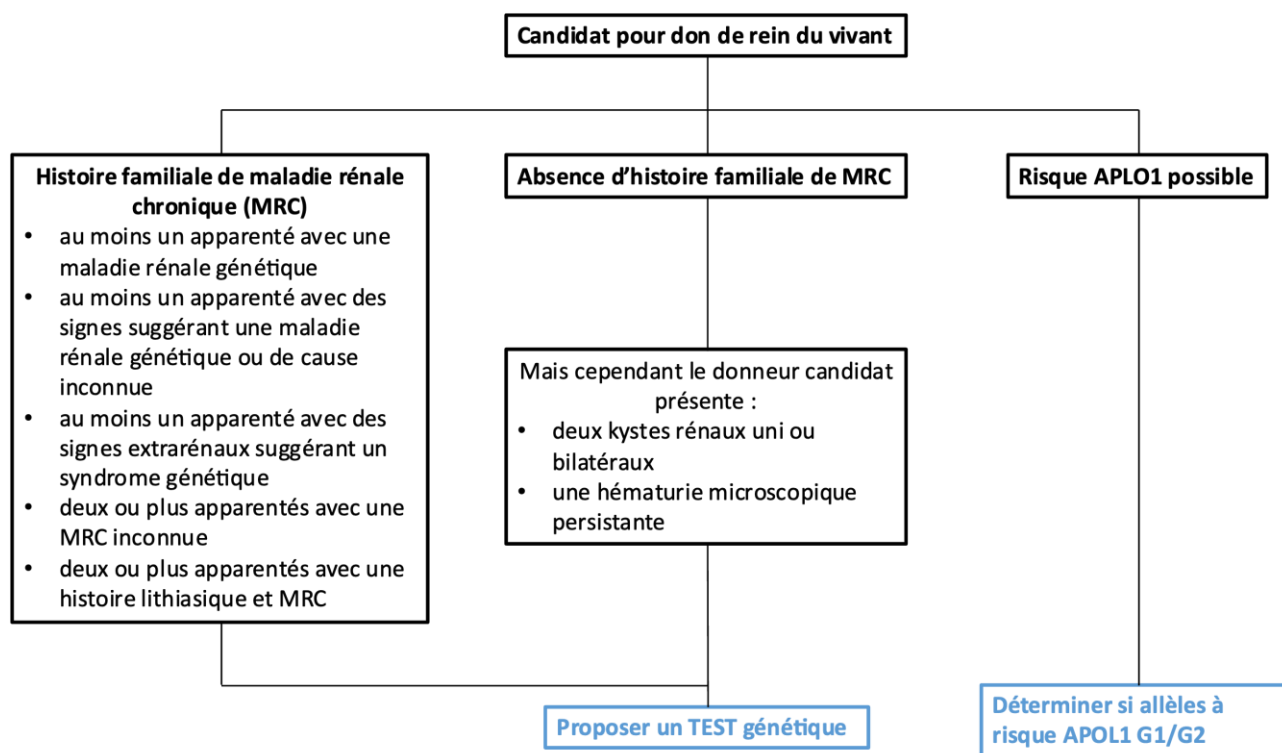 Candidat pour don de rein du vivant
Histoire familiale de maladie rénale
chronique (MRC)
• au moins un apparenté avec une
maladie rénale génétique
• au moins un apparenté avec des
signes suggérant une maladie
rénale génétique ou de cause
inconnue
• au moins un apparenté avec des
signes extrarénaux suggérant un
syndrome génétique
• deux ou plus apparentés avec une
MRC inconnue
• deux ou plus apparentés avec une
histoire lithiasique et MRC
Absence d’histoire familiale de MRC
Mais cependant le donneur candidat
présente :
• deux kystes rénaux uni ou
bilatéraux
• une hématurie microscopique
persistante
Risque APLO1 possible
Proposer un TEST génétique
Déterminer si allèles à
risque APOL1 G1/G2